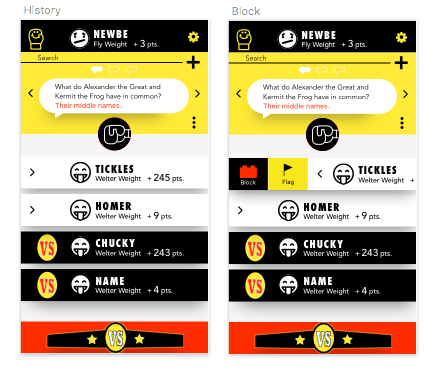 History
NEWBE
Fly Weight + 3 pts.
Search
What do Alexander the Great and
Kermit the Frog have in common?
Their middle names.
TICKLES
Welter Weight + 245 pts.
HOMER
Welter Weight + 9 pts.
VS CHUCKY
Welter Weight + 243 pts.
VS NAME
Welter Weight + 4 pts.
VS
Block
NEWBE
Fly Weight + 3 pts.
Search
What do Alexander the Great and
Kermit the Frog have in common?
Their middle names.
Block
Flag
TICKLES
Welter Weight +
HOMER
Welter Weight + 9 pts.
VS CHUCKY
Welter Weight + 243 pts.
VS NAME
Welter Weight + 4 pts.
VS